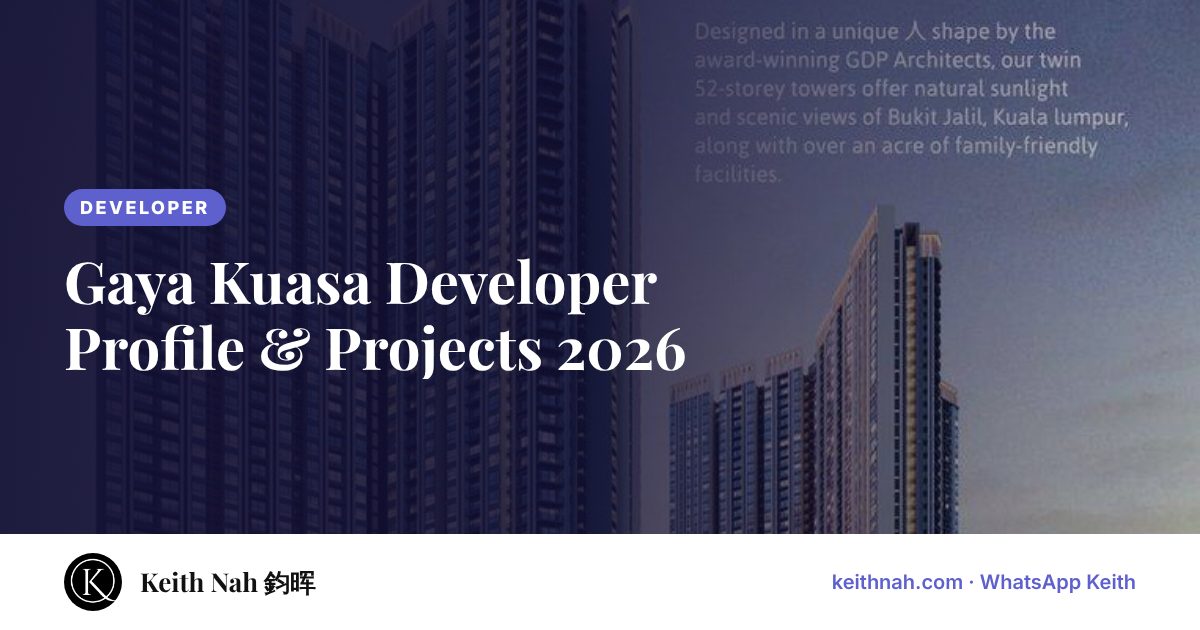 Designed in a unique 人 shape by the
award-winning GDP Architects, our twin
52-storey towers offer natural sunlight
and scenic views of Bukit Jalil, Kuala lumpur,
along with over an acre of family-friendly
facilities.
DEVELOPER
Gaya Kuasa Developer
Profile & Projects 2026
K
Keith Nah 鈞晖
keithnah.com · WhatsApp Keith